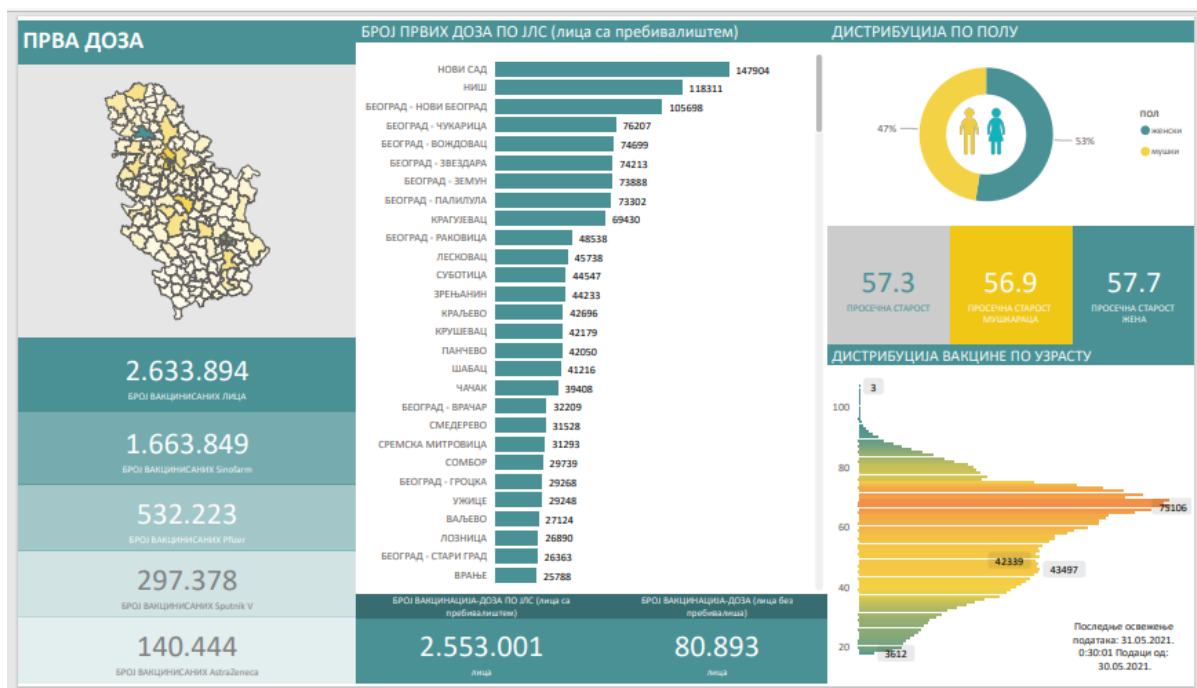 ПРВА ДОЗА
2.633.894
БРОЈ ВАКЦИНИСАНИХ ЛИЦА
1.663.849
БРОЈ ВАКЦИНИСАНИХ Sinofarm
532.223
БРОЈ ВАКЦИНИСАНИХ Pfizer
297.378
БРОЈ ВАКЦИНИСАНИХ Sputnik V
140.444
БРОЈ ВАКЦИНИСАНИХ AstraZeneca
БРОЈ ПРВИХ ДОЗА ПО ЈЛС (лица са пребивалиштем)
НОВИ САД 147904
НИШ 118311
БЕОГРАД - НОВИ БЕОГРАД 105698
БЕОГРАД - ЧУКАРИЦА 76207
БЕОГРАД - ВОЖДОВАЦ 74699
БЕОГРАД - ЗВЕЗДАРА 74213
БЕОГРАД - ЗЕМУН 73888
БЕОГРАД - ПАЛИЛУЛА 73302
КРАГУЈЕВАЦ 69430
БЕОГРАД - РАКОВИЦА 48538
ЛЕСКОВАЦ 45738
СУБОТИЦА 44547
ЗРЕЊАНИН 44233
КРАЉЕВО 42696
КРУШЕВАЦ 42179
ПАНЧЕВО 42050
ШАБАЦ 41216
ЧАЧАК 39408
БЕОГРАД - ВРАЧАР 32209
СМЕДЕРЕВО 31528
СРЕМСКА МИТРОВИЦА 31293
СОМБОР 29739
БЕОГРАД - ГРОЦКА 29268
УЖИЦЕ 29248
ВАЉЕВО 27124
ЛОЗНИЦА 26890
БЕОГРАД - СТАРИ ГРАД 26363
ВРАЊЕ 25788
БРОЈ ВАКЦИНАЦИЈА-ДОЗА ПО ЈЛС (лица са
пребивалиштем)
2.553.001
лица
БРОЈ ВАКЦИНАЦИЈА-ДОЗА (лица без
пребивалиша)
80.893
лица
ДИСТРИБУЦИЈА ПО ПОЛУ
47%
53%
пол
женски
мушки
57.3
ПРОСЕЧНА СТАРОСТ
56.9
ПРОСЕЧНА СТАРОСТ
МУШКАРАЦА
57.7
ПРОСЕЧНА СТАРОСТ
ЖЕНА
ДИСТРИБУЦИЈА ВАКЦИНЕ ПО УЗРАСТУ
3
100
80
75106
60
42339
43497
40
20
3612
Последње освежење
података: 31.05.2021.
0:30:01 Подаци од:
30.05.2021.